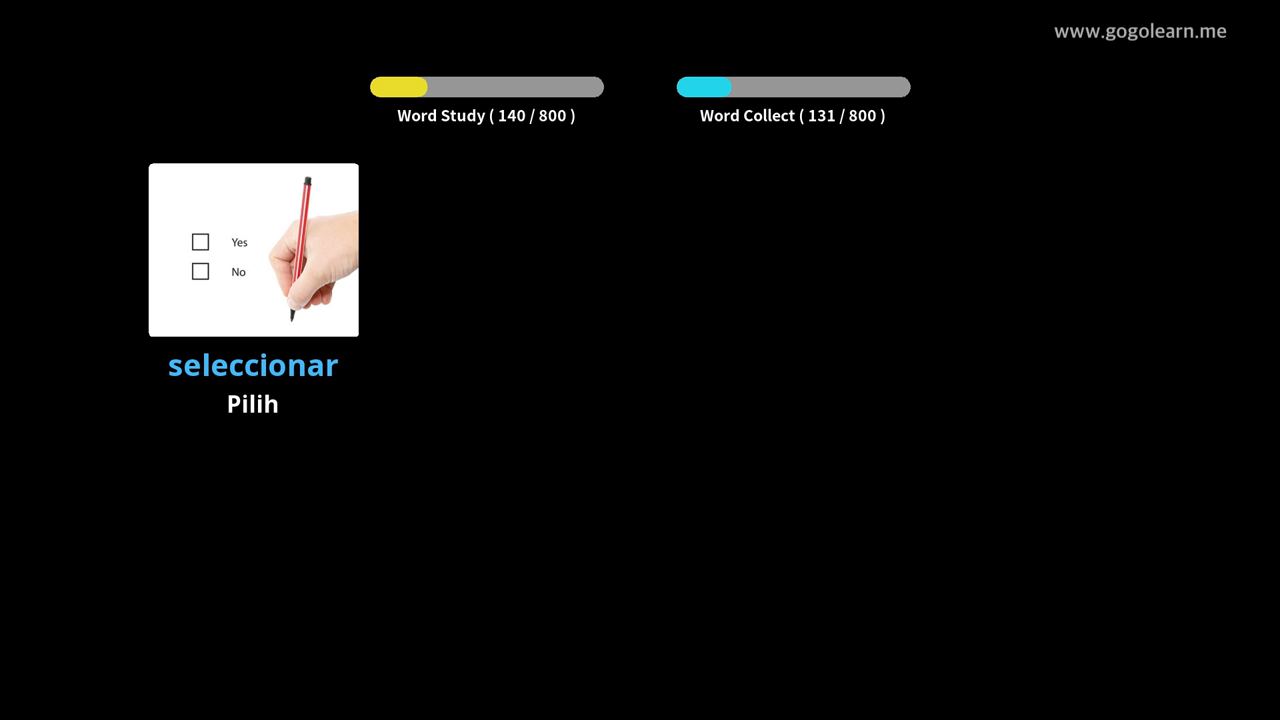 www.gogolearn.me
Word Study ( 140 / 800 )
Word Collect ( 131 / 800 )
Yes
No
seleccionar
Pilih